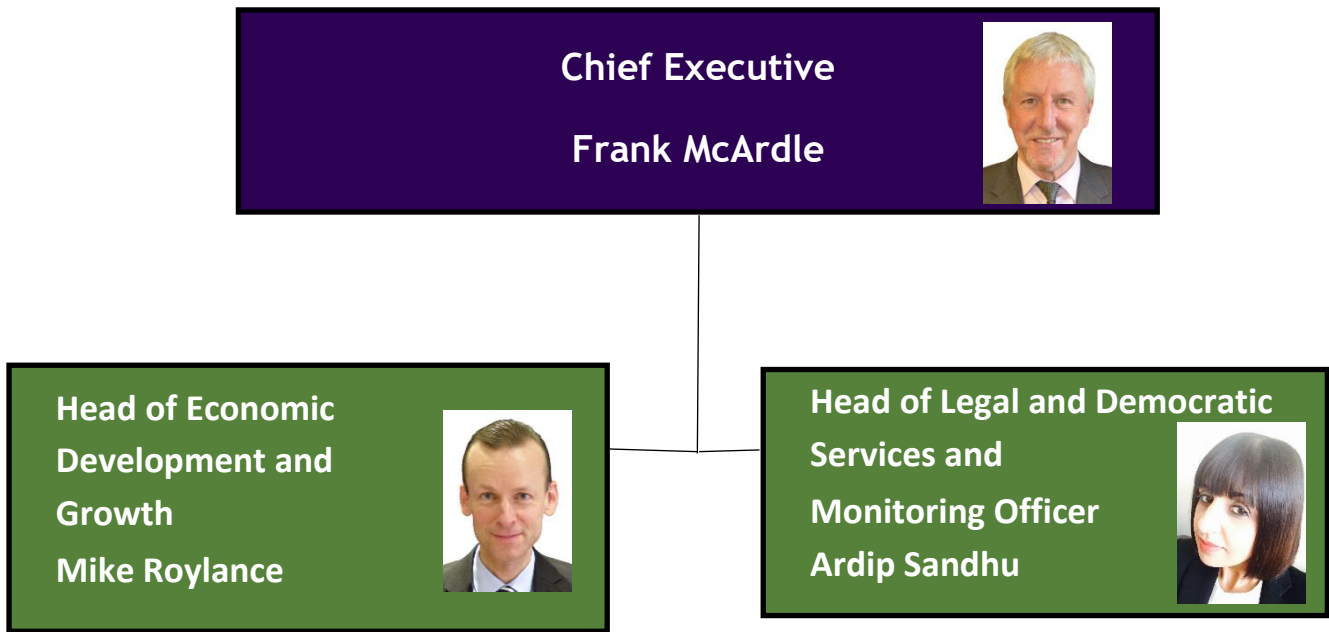 Chief Executive
Frank McArdle
Head of Economic
Development and
Growth
Mike Roylance
Head of Legal and Democratic
Services and
Monitoring Officer
Ardip Sandhu